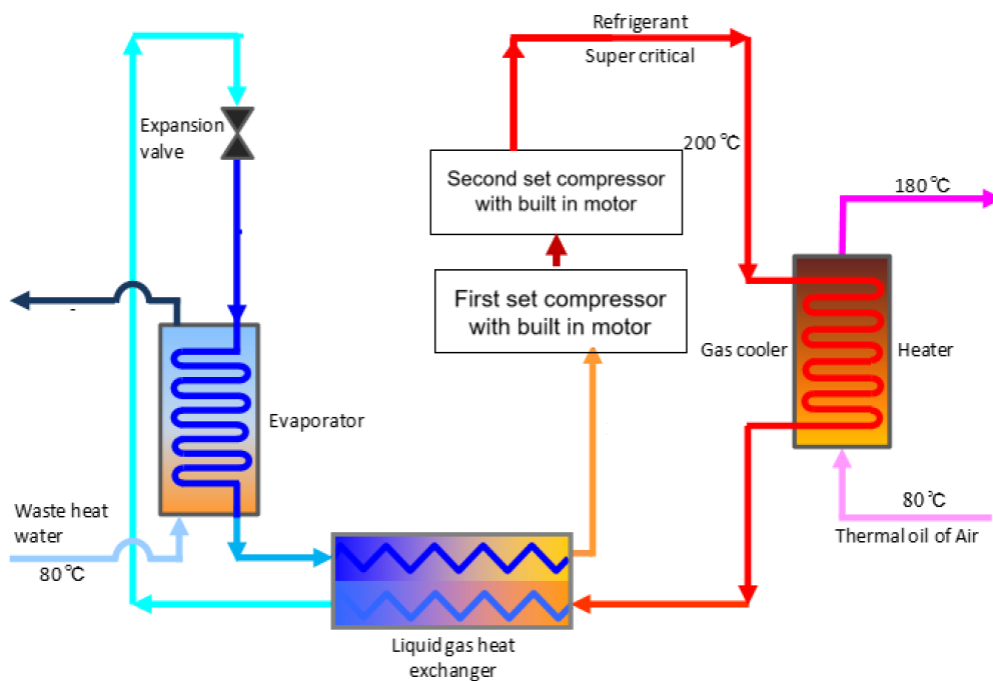 Refrigerant
Super critical
Expansion
valve
200 ℃
Second set compressor
with built in motor
180 ℃
First set compressor
with built in motor
Gas cooler
Heater
Evaporator
Waste heat
water
80 ℃
80 ℃
Thermal oil of Air
Liquid gas heat
exchanger